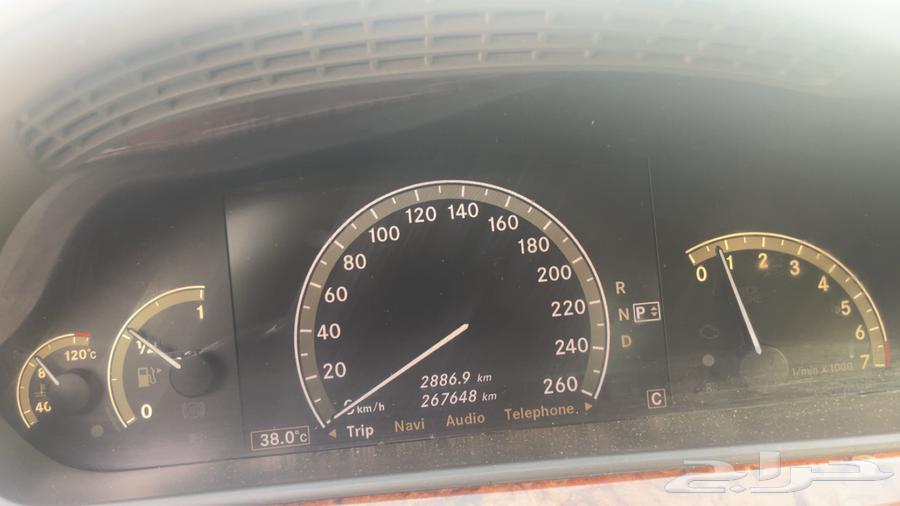 120°C
8
40
1
1/2
0
0 km/h
20
40
60
80
100
120
140
160
180
200
220
240
260
2886.9 km
267648 km
Trip Navi Audio Telephone
38.0°C
R
N P
D
C
0 1 2 3 4 5 6 7
1/min x 1000
حراج